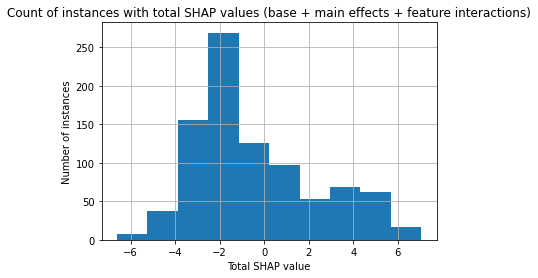 Count of instances with total SHAP values (base + main effects + feature interactions)
Number of instances
250
200
150
100
50
0
−6 −4 −2 0 2 4 6
Total SHAP value